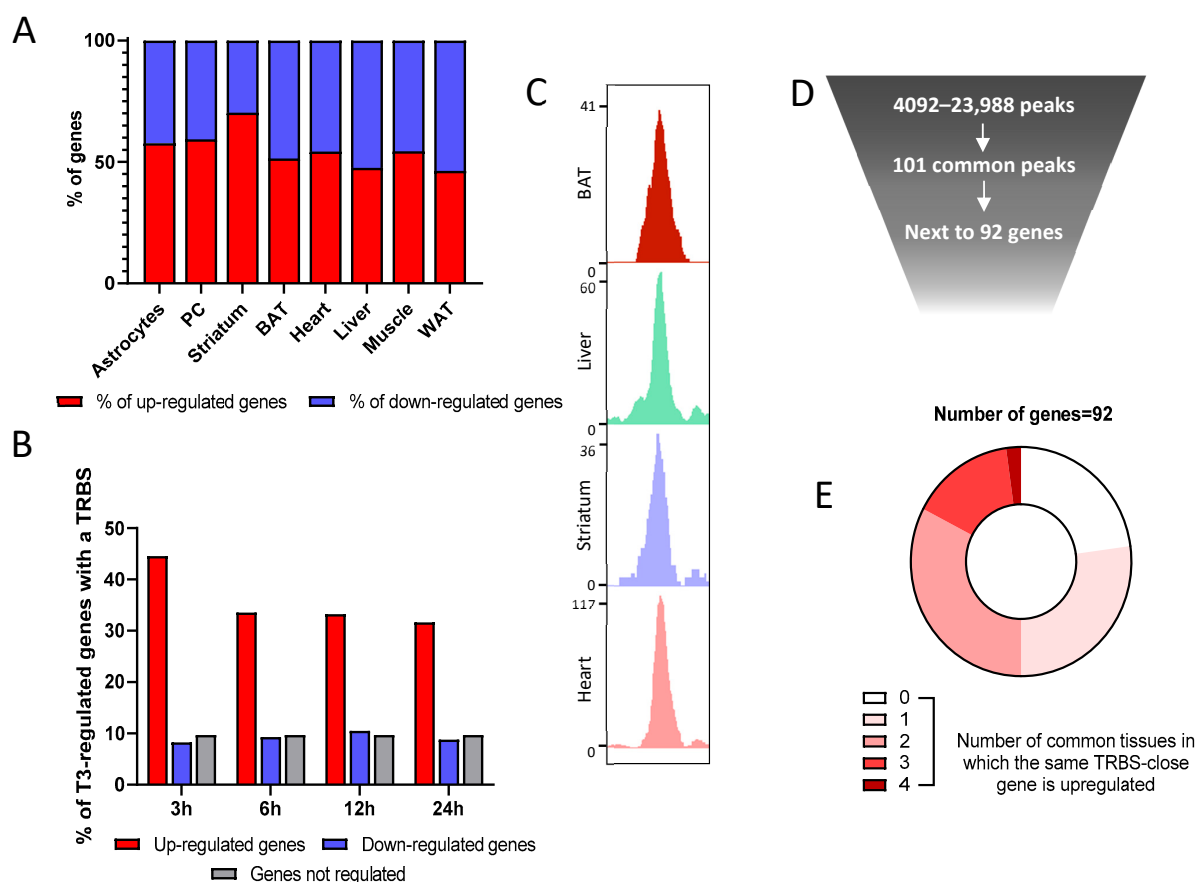 A
100
50
0
% of genes
Astrocytes
PC
Striatum
BAT
Heart
Liver
Muscle
WAT
% of up-regulated genes
% of down-regulated genes
B
% of T3-regulated genes with a TRBS
50
40
30
20
10
0
3h
6h
12h
24h
Up-regulated genes
Down-regulated genes
Genes not regulated
C
41
BAT
0
60
Liver
0
36
Striatum
0
117
Heart
0
D
4092–23,988 peaks
101 common peaks
Next to 92 genes
Number of genes=92
E
0
1
2
3
4
Number of common tissues in
which the same TRBS-close
gene is upregulated